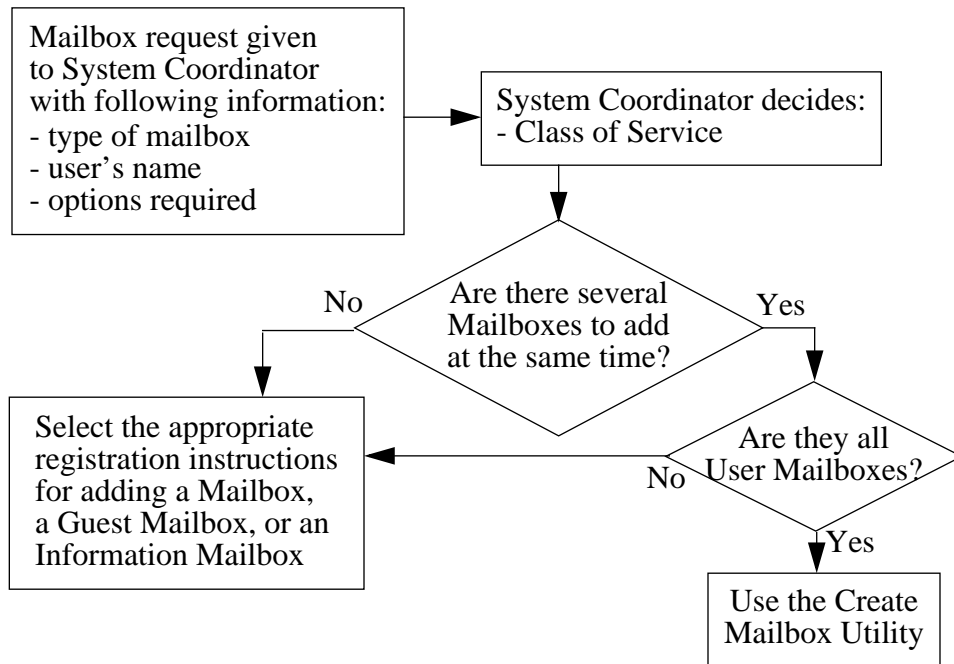 Mailbox request given
to System Coordinator
with following information:
- type of mailbox
- user’s name
- options required
System Coordinator decides:
- Class of Service
Are there several
Mailboxes to add
at the same time?
No
Yes
Select the appropriate
registration instructions
for adding a Mailbox,
a Guest Mailbox, or an
Information Mailbox
Are they all
User Mailboxes?
No
Yes
Use the Create
Mailbox Utility